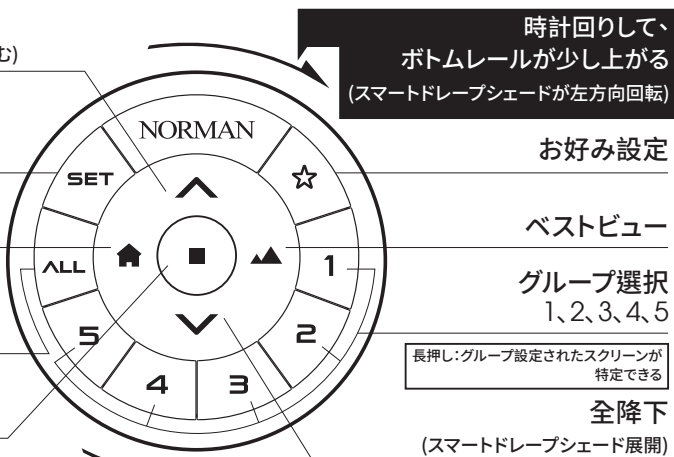 時計回りして、
ボトムレールが少し上がる
(スマートドレープシェードが左方向回転)
む)
NORMAN
お好み設定
SET
ベストビュー
ALL
1
グループ選択
1、2、3、4、5
5
2
長押し:グループ設定されたスクリーンが
特定できる
4
3
全降下
(スマートドレープシェード展開)